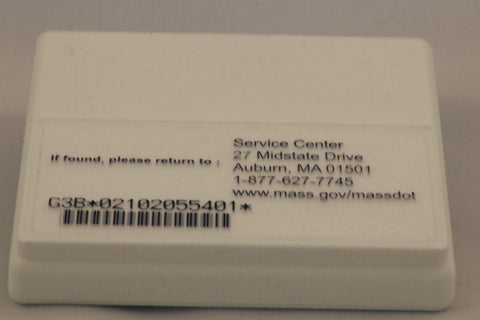 If found, please return to :
Service Center
27 Midstate Drive
Auburn, MA 01501
1-877-627-7745
www.mass.gov/massdot
G3B*02102055401*